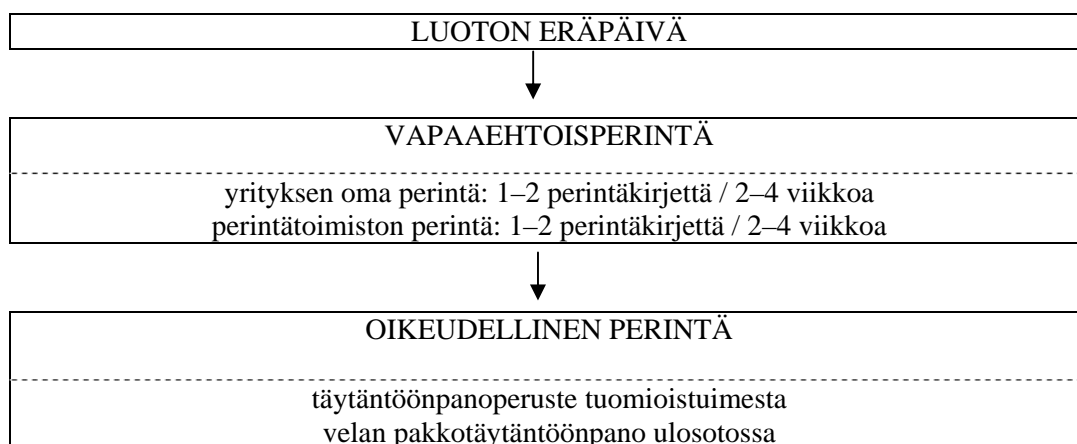 LUOTON ERÄPÄIVÄ
VAPAAEHTOISPERINTÄ
yrityksen oma perintä: 1–2 perintäkirjettä / 2–4 viikkoa
perintätoimiston perintä: 1–2 perintäkirjettä / 2–4 viikkoa
OIKEUDELLINEN PERINTÄ
täytäntöönpanoperuste tuomioistuimesta
velan pakkotäytäntöönpano ulosotossa